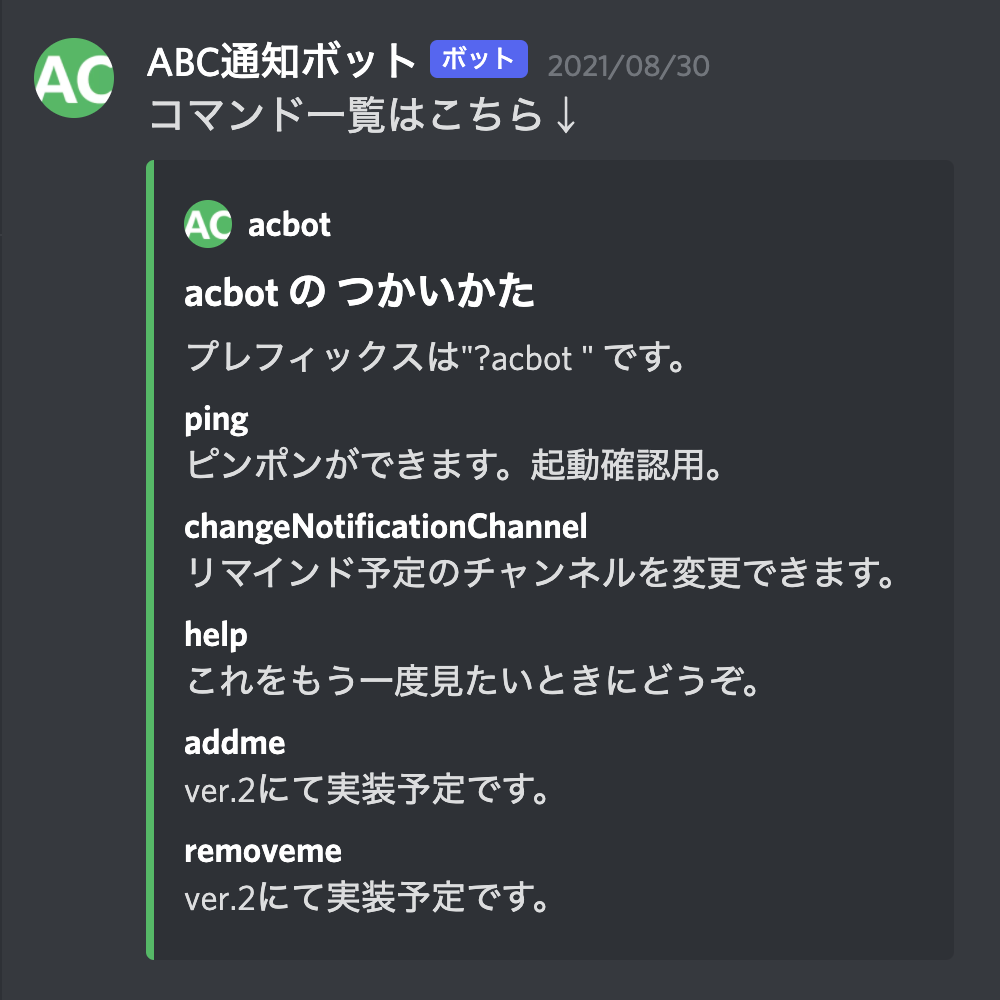 AC
ABC通知ボット ボット 2021/08/30
コマンド一覧はこちら↓
AC acbot
acbot の つかいかた
プレフィックスは"?acbot " です。
ping
ピンポンができます。起動確認用。
changeNotificationChannel
リマインド予定のチャンネルを変更できます。
help
これをもう一度見たいときにどうぞ。
addme
ver.2にて実装予定です。
removeme
ver.2にて実装予定です。